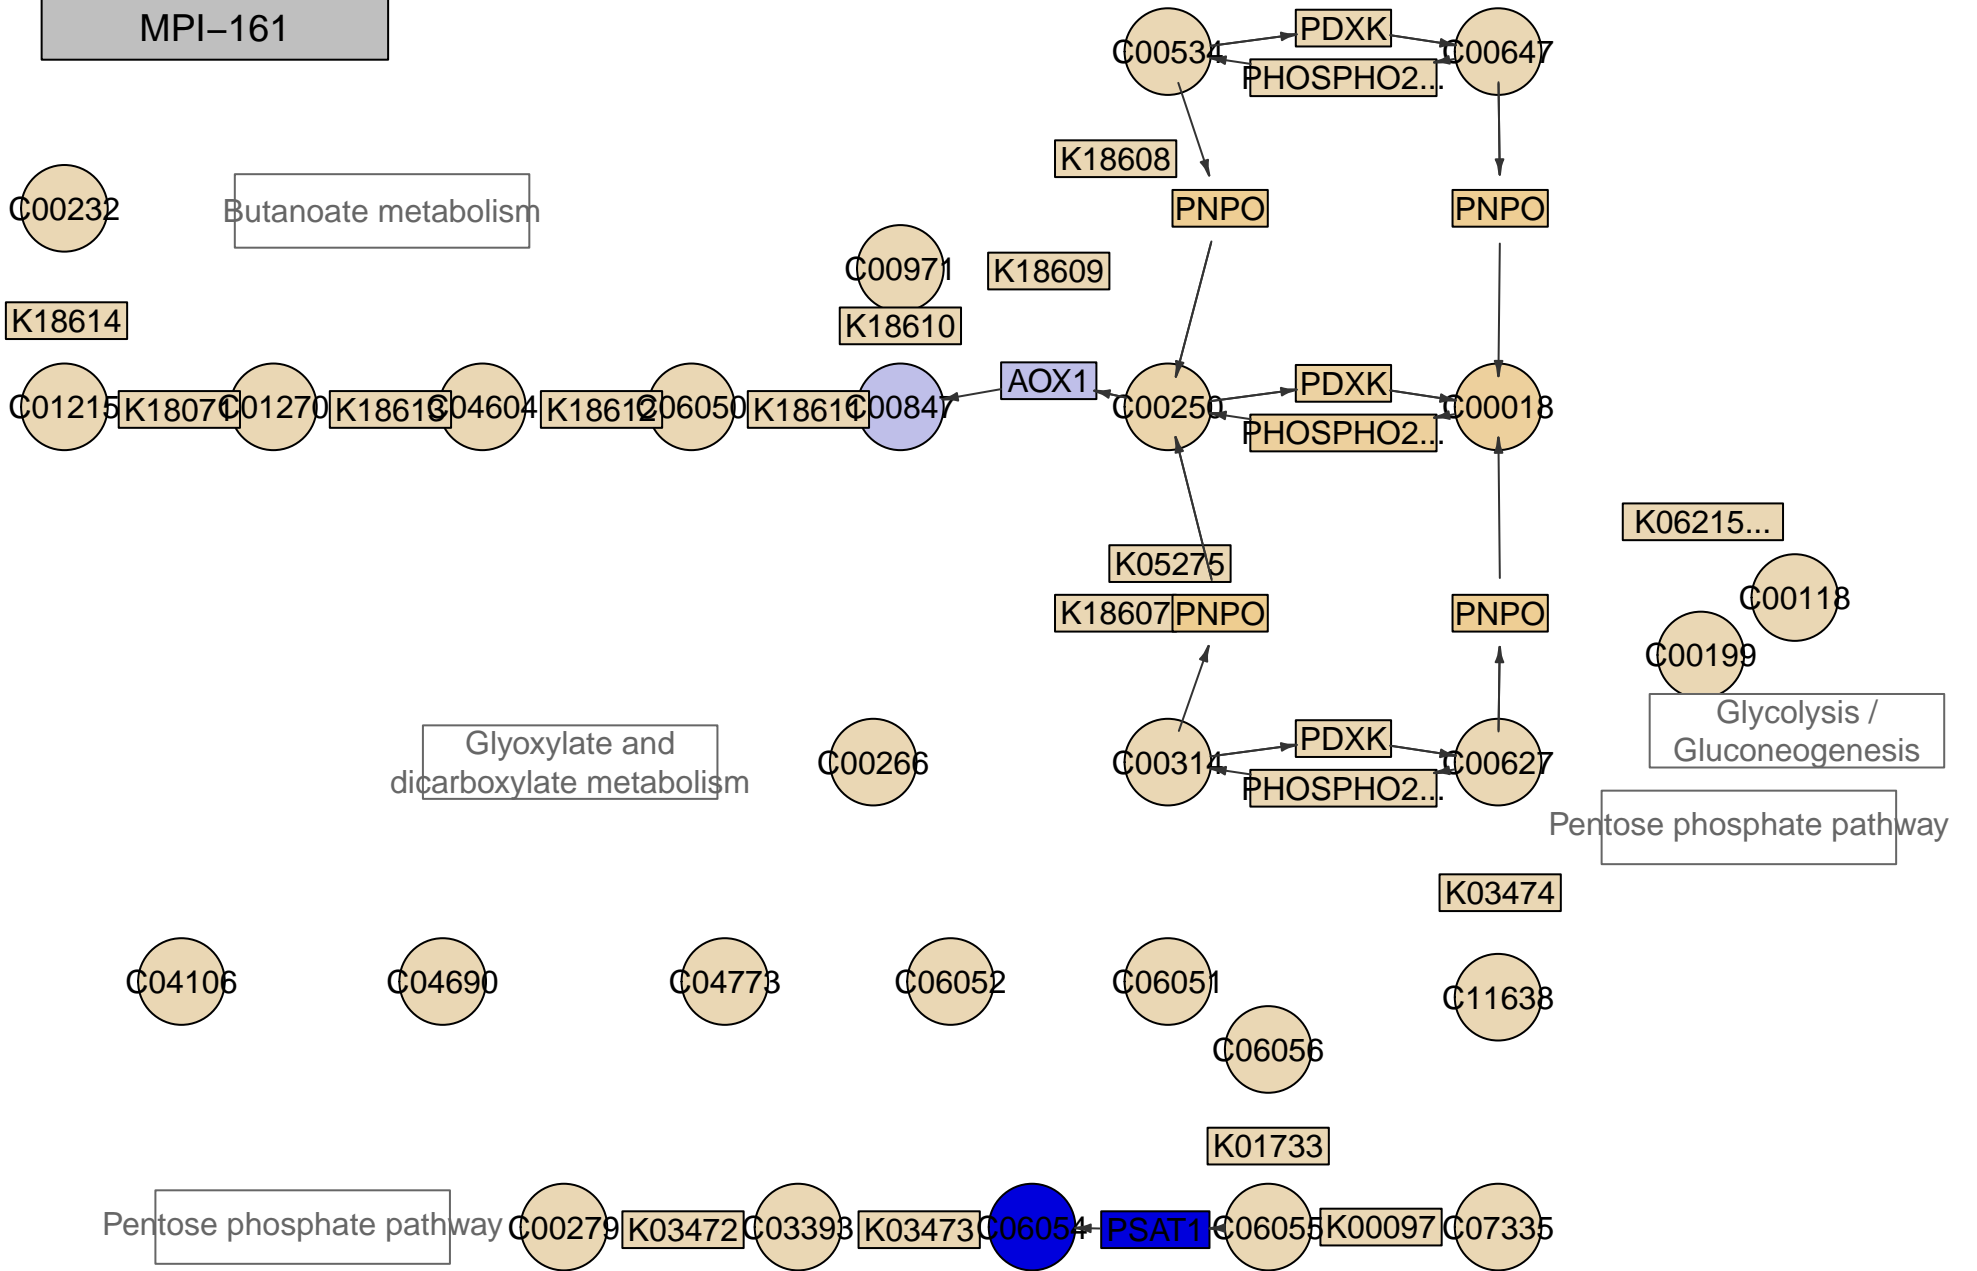 MPI−161
C00534
PDXK
C00647
PHOSPHO2...
K18608
C00232
Butanoate metabolism
PNPO
PNPO
C00971
K18609
K18614
K18610
C01215
K18071
C01270
K18613
C04604
K18612
C06050
K18611
C00847
AOX1
C00250
PDXK
PHOSPHO2...
C00018
K06215...
K05275
C00118
K18607
PNPO
PNPO
C00199
Glyoxylate and
dicarboxylate metabolism
C00266
C00314
PDXK
PHOSPHO2...
C00627
Glycolysis /
Gluconeogenesis
Pentose phosphate pathway
K03474
C04106
C04690
C04773
C06052
C06051
C11638
C06056
K01733
Pentose phosphate pathway
C00279
K03472
C03393
K03473
C06054
PSAT1
C06055
K00097
C07335